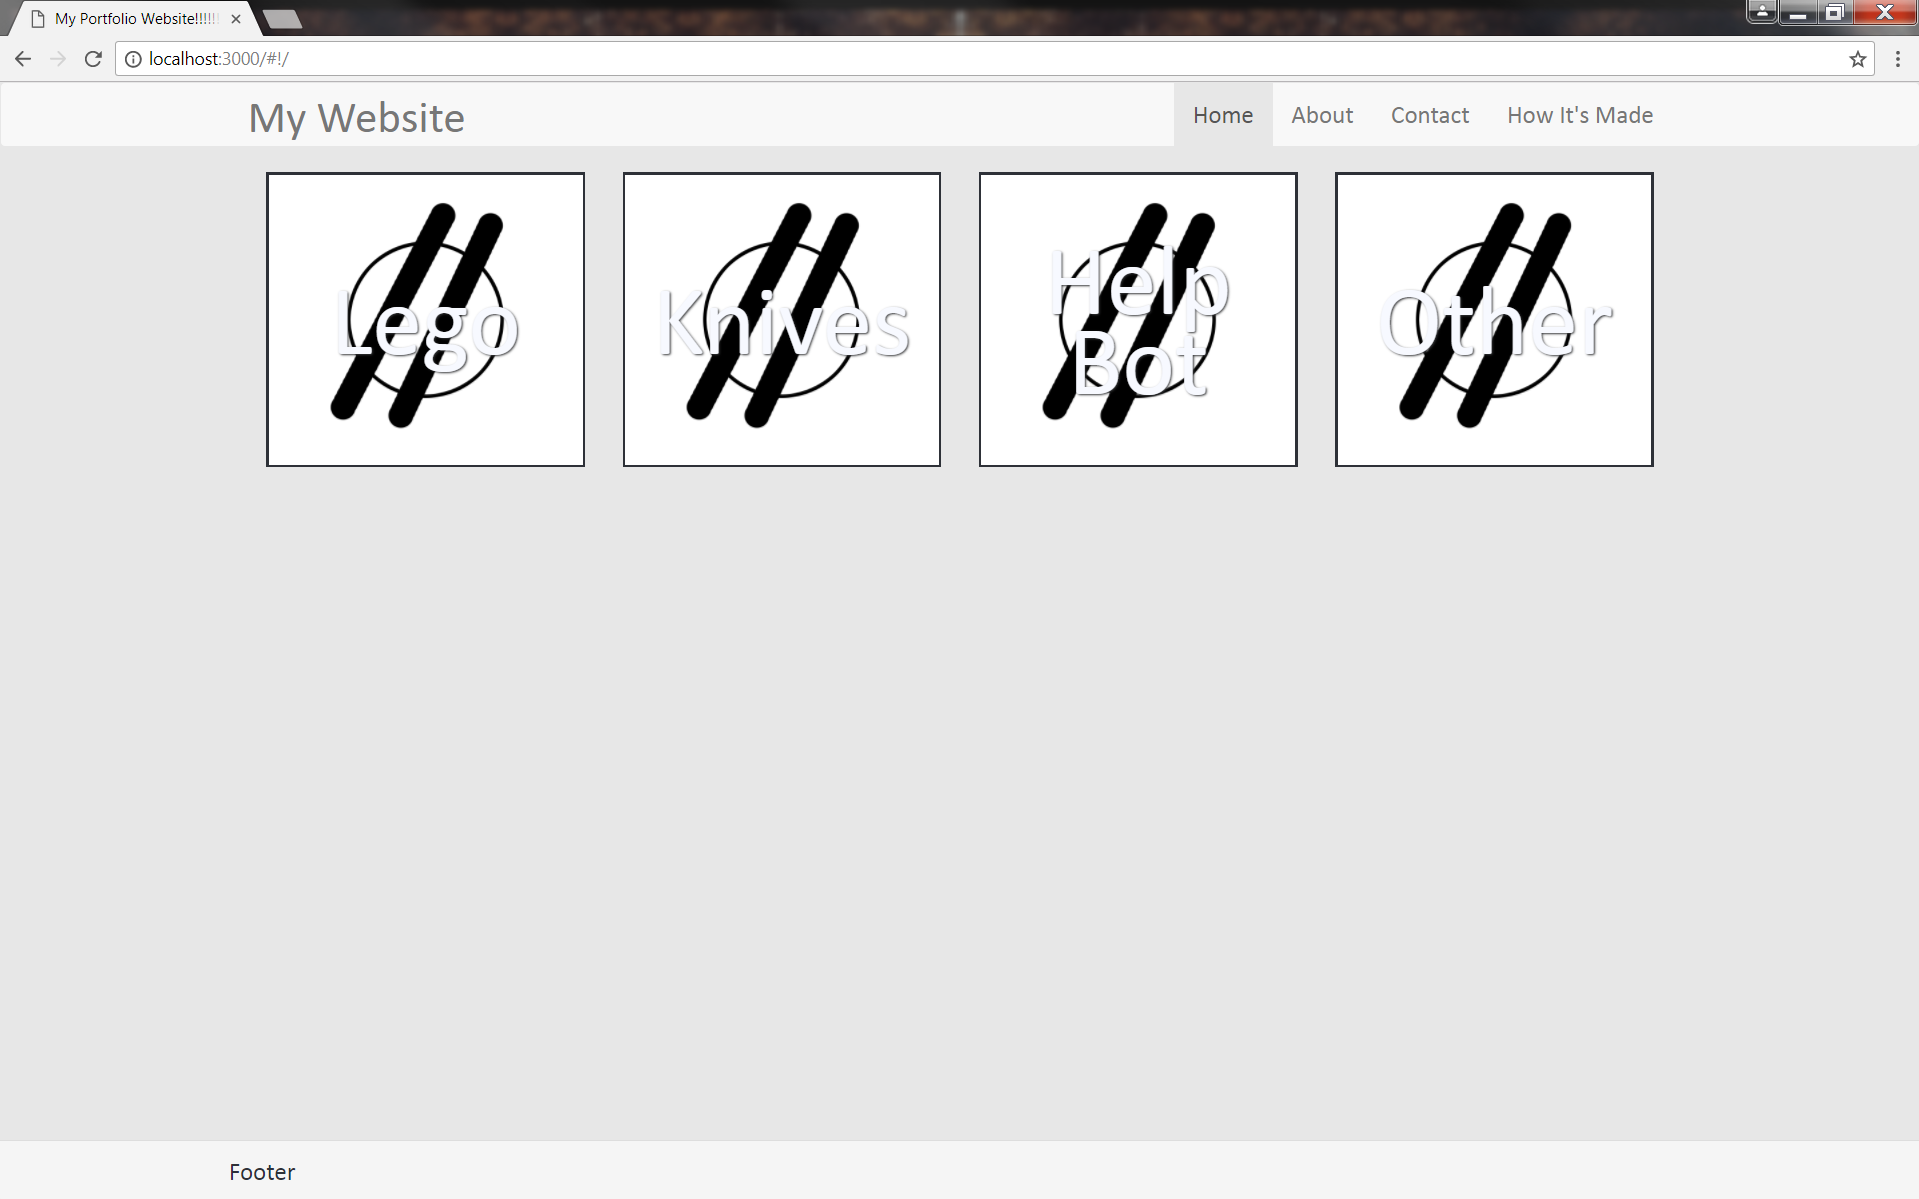 My Portfolio Website!!!!!!
localhost:3000/#!/
My Website
Home About Contact How It's Made
Lego Knives Help Bot Other
Footer